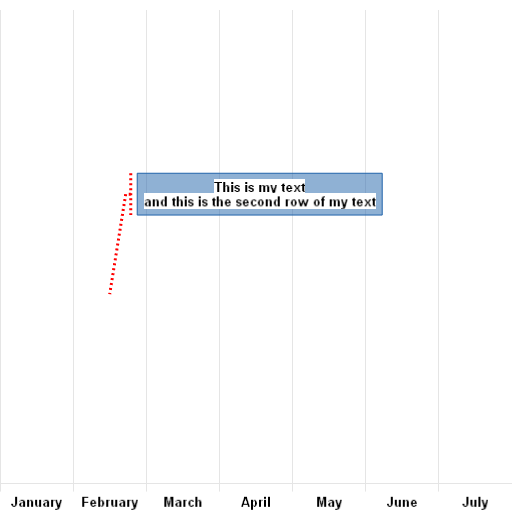 This is my text
and this is the second row of my text
January February March April May June July